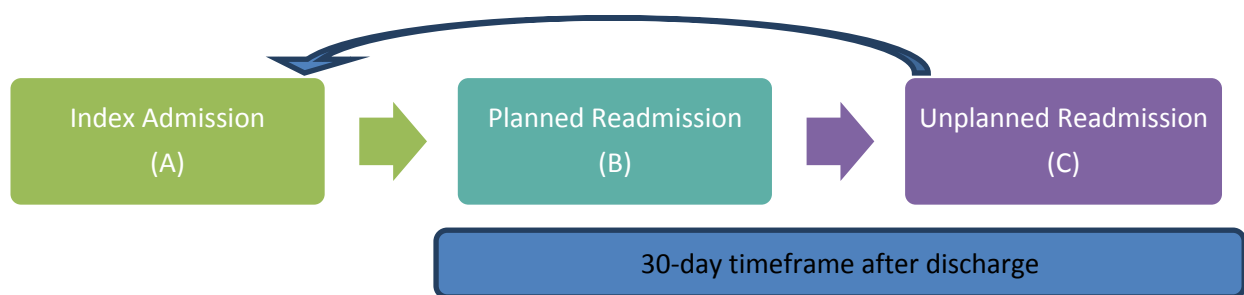 Index Admission
(A)
Planned Readmission
(B)
Unplanned Readmission
(C)
30-day timeframe after discharge